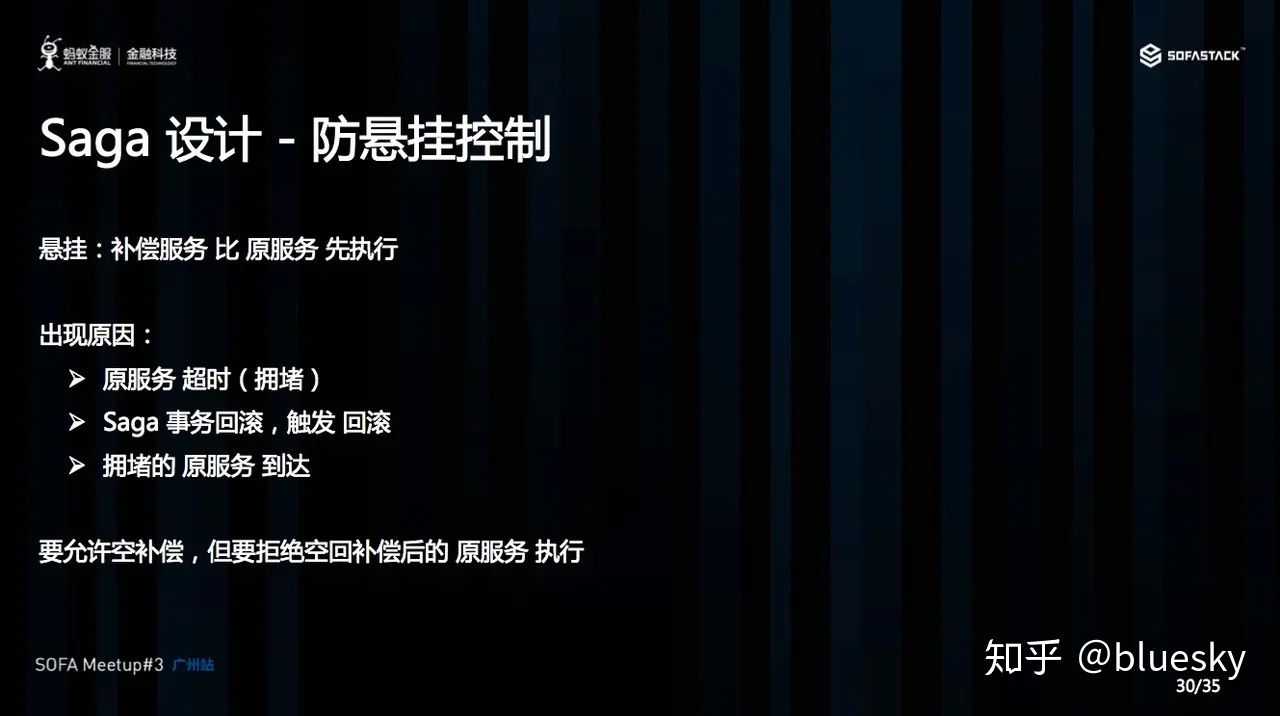 蚂蚁金服 | 金融科技
ANT FINANCIAL FINANCIAL TECHNOLOGY
SOFASTACK™
Saga 设计 - 防悬挂控制
悬挂：补偿服务 比 原服务 先执行
出现原因：
➢ 原服务 超时（拥堵）
➢ Saga 事务回滚，触发 回滚
➢ 拥堵的 原服务 到达
要允许空补偿，但要拒绝空回补偿后的 原服务 执行
SOFA Meetup#3 广州站
知乎 @bluesky
30/35